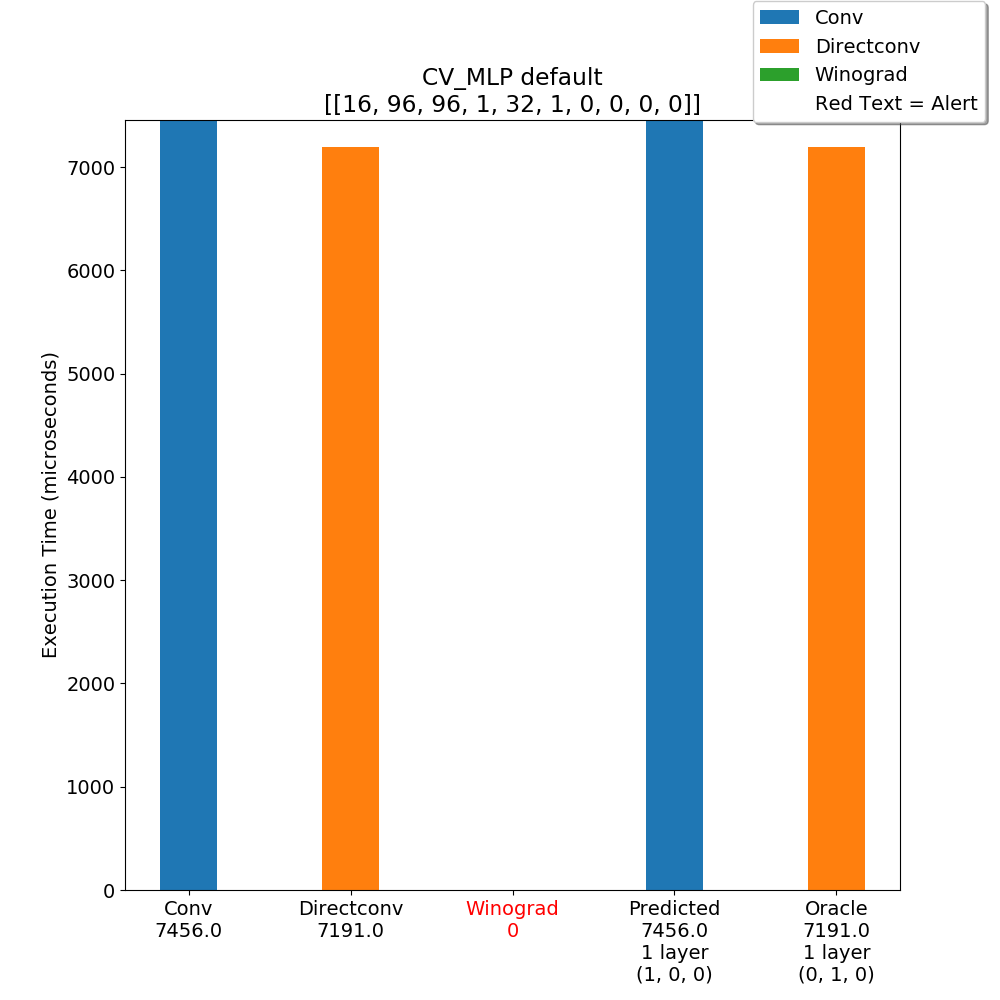 Conv
Directconv
Winograd
Red Text = Alert
CV_MLP default
[[16, 96, 96, 1, 32, 1, 0, 0, 0, 0]]
Execution Time (microseconds)
7000
6000
5000
4000
3000
2000
1000
0
Conv
7456.0
Directconv
7191.0
Winograd
0
Predicted
7456.0
1 layer
(1, 0, 0)
Oracle
7191.0
1 layer
(0, 1, 0)